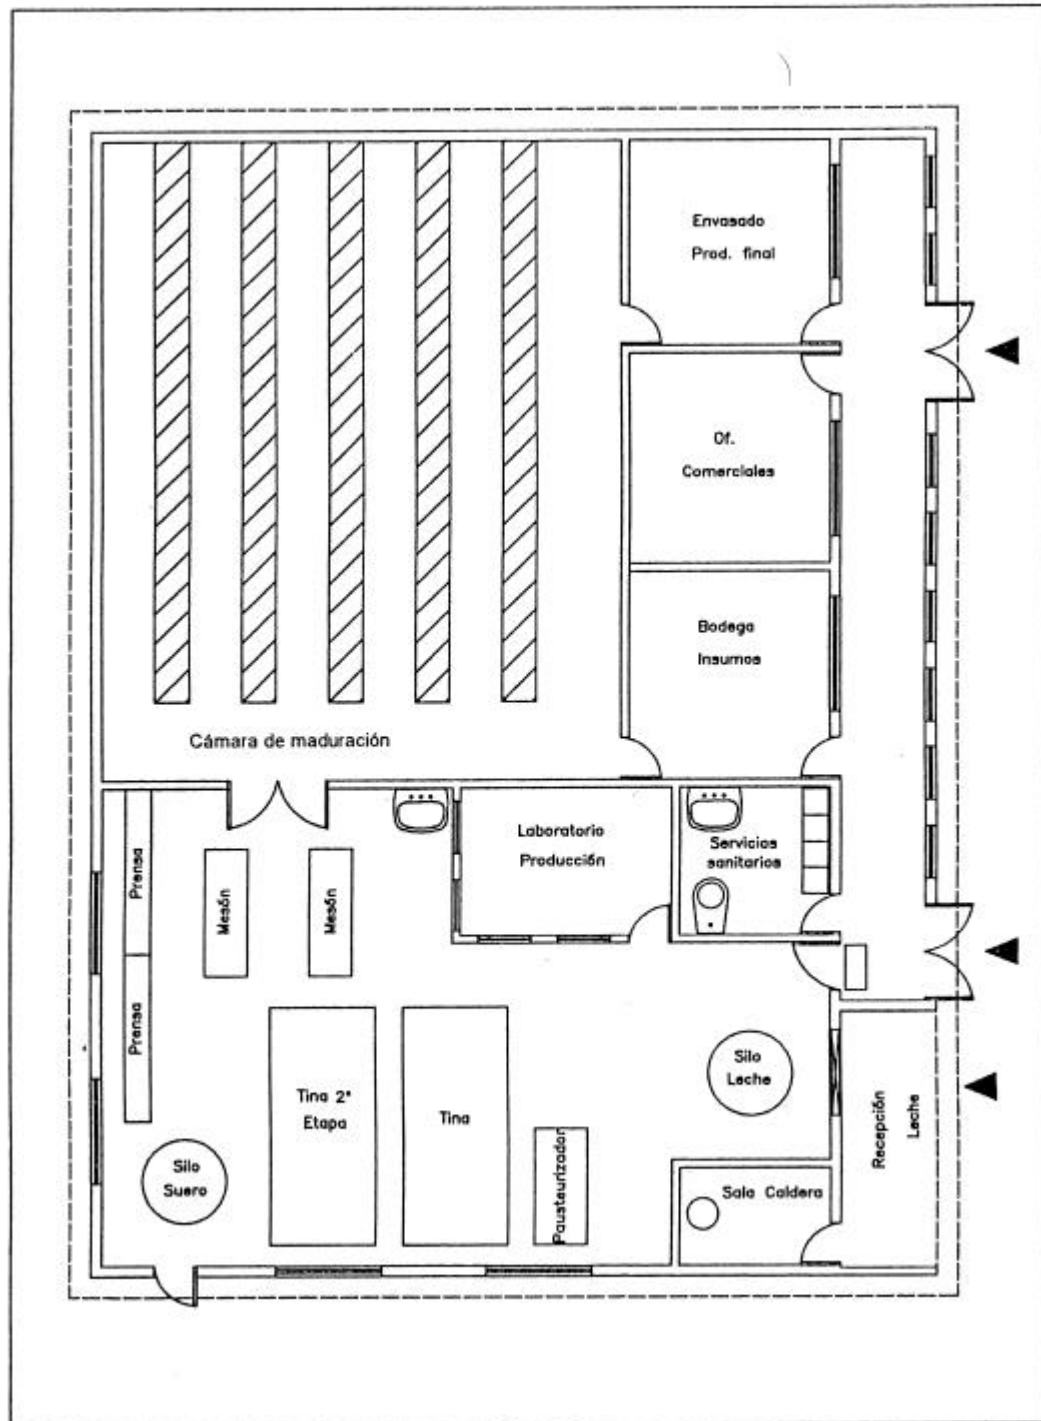 Envasado
Prod. final
Of.
Comerciales
Bodega
Insumos
Cámara de maduración
Laboratorio
Producción
Servicios
sanitarios
Prensa
Mesón
Mesón
Prensa
Tina 2ª
Etapa
Tina
Silo
Leche
Recepción
Leche
Pausteurizador
Silo
Suero
Sala Caldera